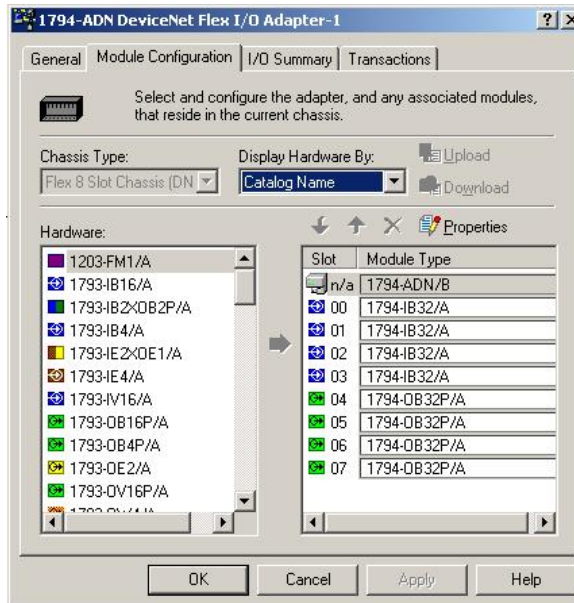 1794-ADN DeviceNet Flex I/O Adapter-1
General Module Configuration I/O Summary Transactions
Select and configure the adapter, and any associated modules,
that reside in the current chassis.
Chassis Type:
Flex 8 Slot Chassis (DN
Display Hardware By:
Catalog Name
Upload
Download
Properties
Hardware:
1203-FM1/A
1793-IB16/A
1793-IB2XOB2P/A
1793-IB4/A
1793-IE2XOE1/A
1793-IE4/A
1793-IV16/A
1793-OB16P/A
1793-OB4P/A
1793-OE2/A
1793-OV16P/A
Slot Module Type
n/a 1794-ADN/B
00 1794-IB32/A
01 1794-IB32/A
02 1794-IB32/A
03 1794-IB32/A
04 1794-OB32P/A
05 1794-OB32P/A
06 1794-OB32P/A
07 1794-OB32P/A
OK Cancel Apply Help